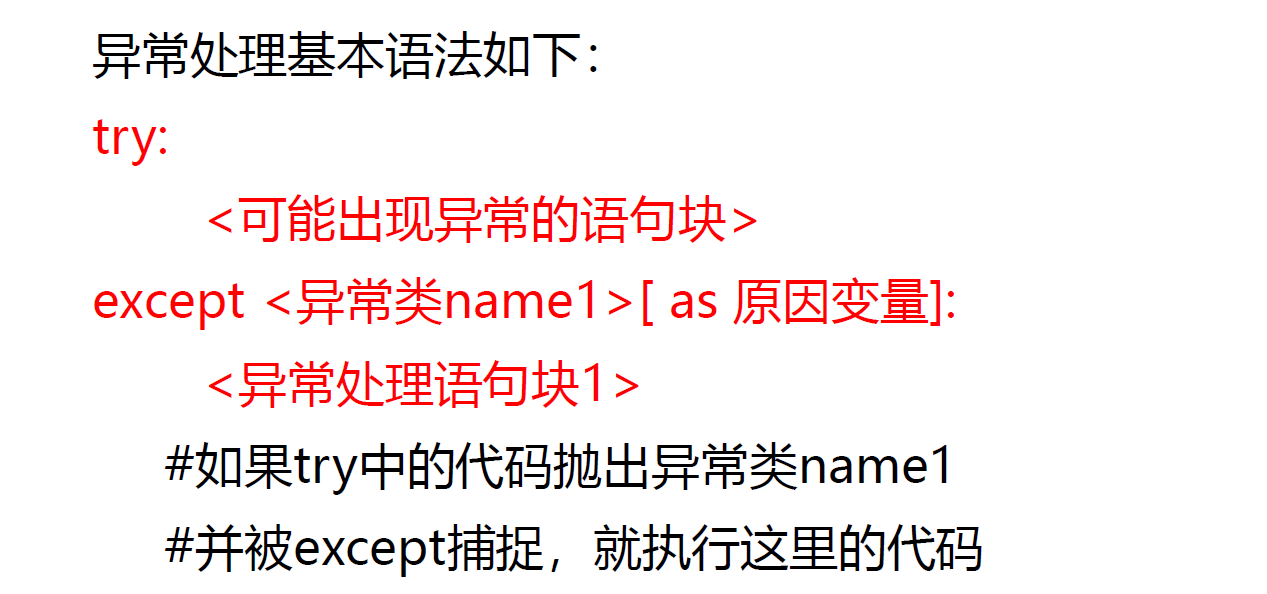 异常处理基本语法如下：
try:
<可能出现异常的语句块>
except <异常类name1>[ as 原因变量]:
<异常处理语句块1>
#如果try中的代码抛出异常类name1
#并被except捕捉，就执行这里的代码